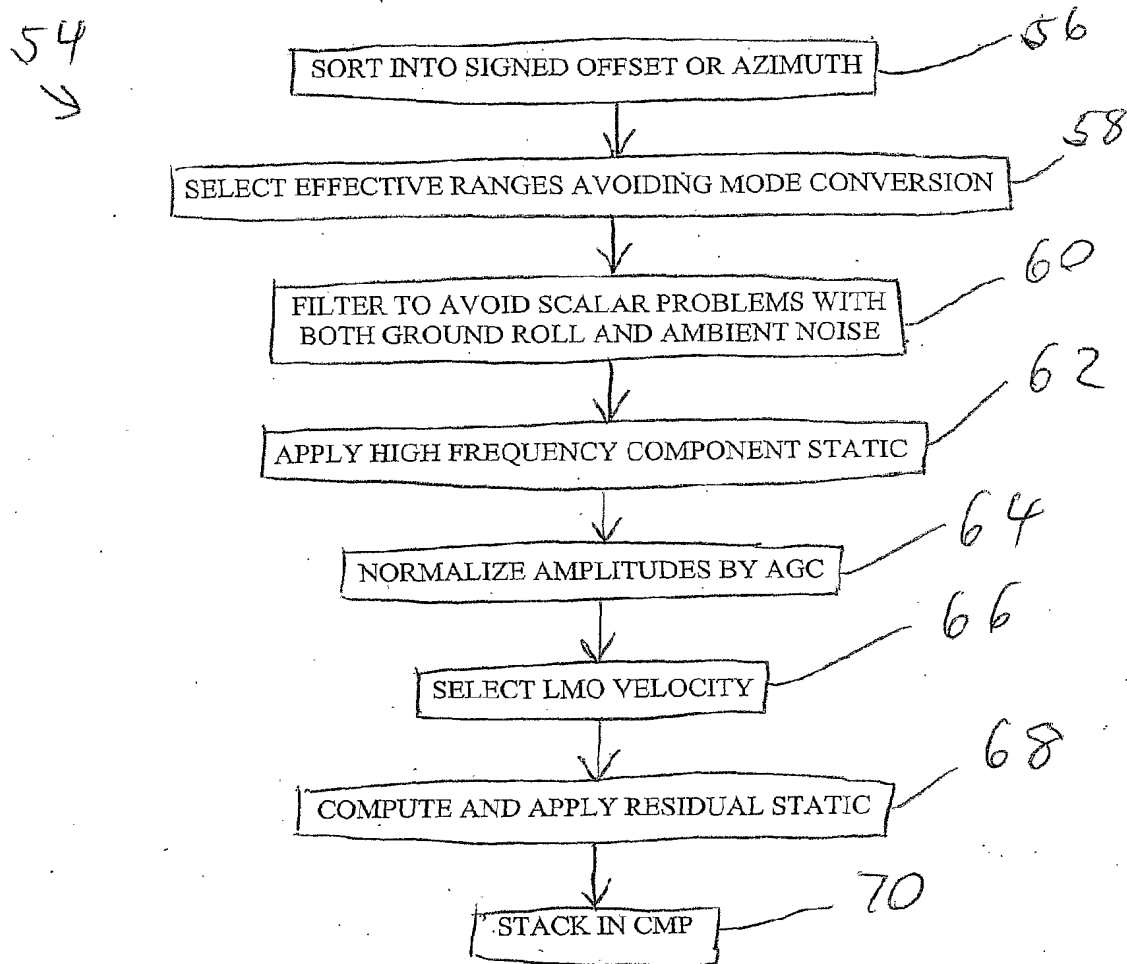 54
56
SORT INTO SIGNED OFFSET OR AZIMUTH
58
SELECT EFFECTIVE RANGES AVOIDING MODE CONVERSION
60
FILTER TO AVOID SCALAR PROBLEMS WITH
BOTH GROUND ROLL AND AMBIENT NOISE
62
APPLY HIGH FREQUENCY COMPONENT STATIC
64
NORMALIZE AMPLITUDES BY AGC
66
SELECT LMO VELOCITY
68
COMPUTE AND APPLY RESIDUAL STATIC
70
STACK IN CMP